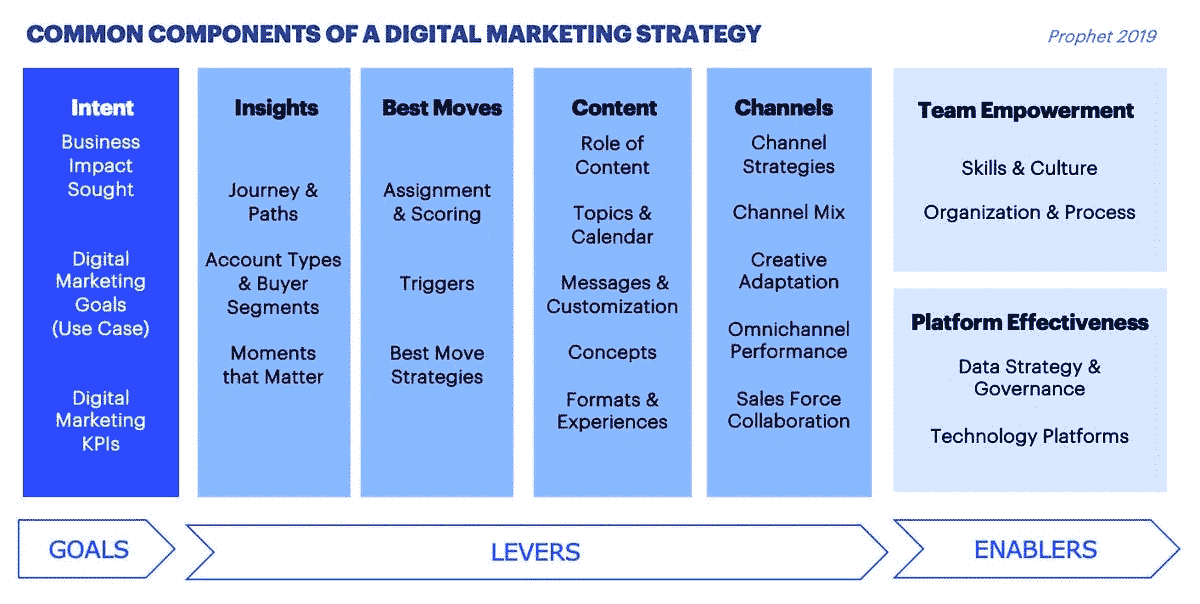 COMMON COMPONENTS OF A DIGITAL MARKETING STRATEGY
Prophet 2019
Intent
Business
Impact
Sought
Digital
Marketing
Goals
(Use Case)
Digital
Marketing
KPIs
Insights
Journey &
Paths
Account Types
& Buyer
Segments
Moments
that Matter
Best Moves
Assignment
& Scoring
Triggers
Best Move
Strategies
Content
Role of
Content
Topics &
Calendar
Messages &
Customization
Concepts
Formats &
Experiences
Channels
Channel
Strategies
Channel Mix
Creative
Adaptation
Omnichannel
Performance
Sales Force
Collaboration
Team Empowerment
Skills & Culture
Organization & Process
Platform Effectiveness
Data Strategy &
Governance
Technology Platforms
GOALS
LEVERS
ENABLERS